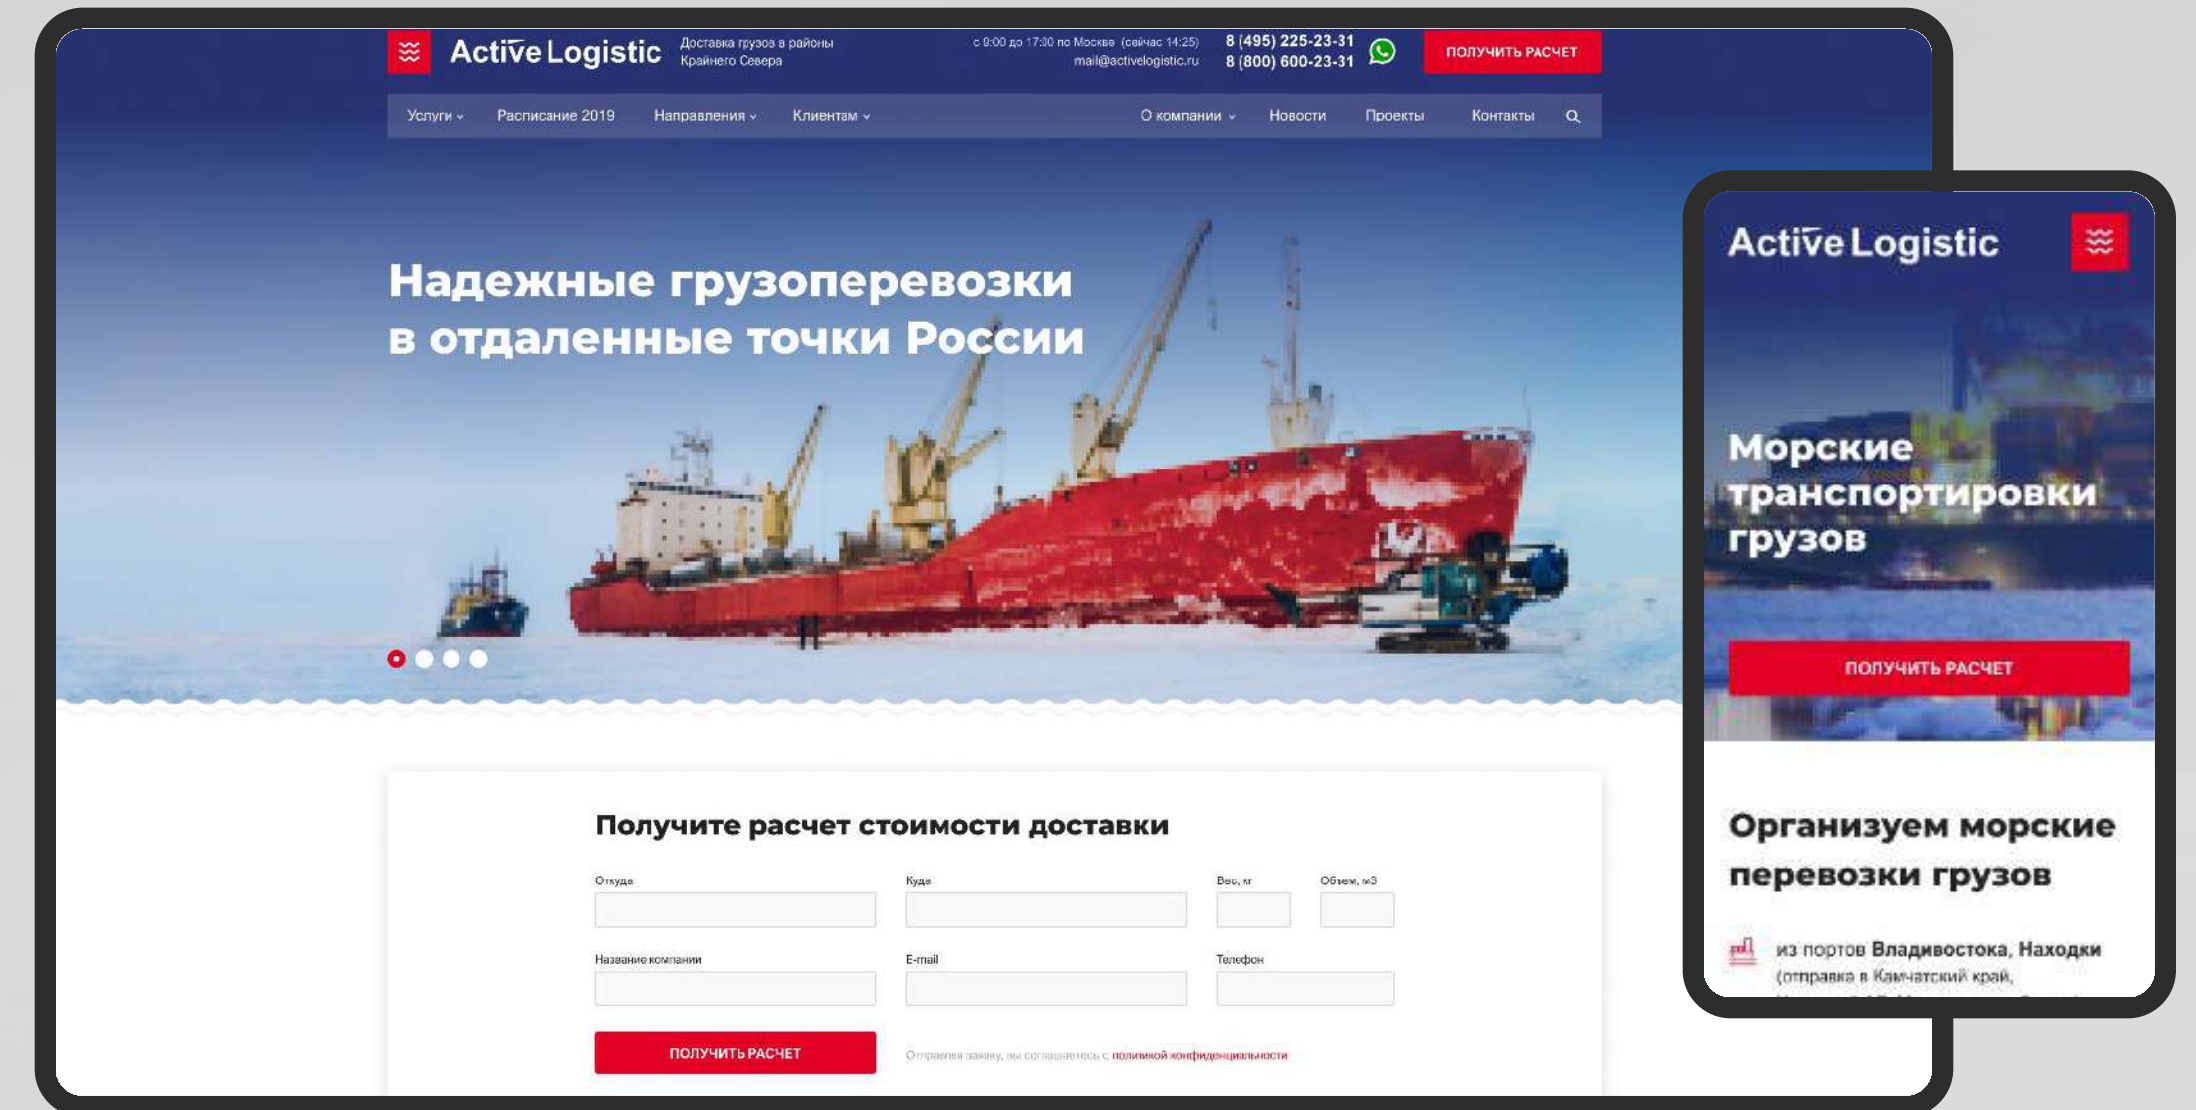 Active Logistic
Доставка грузов в районы
Крайнего Севера
с 9:00 до 17:00 по Москве (сейчас 14:25)
mail@activelogistic.ru
8 (495) 225-23-31
8 (800) 600-23-31
ПОЛУЧИТЬ РАСЧЕТ
Услуги
Расписание 2019
Направления
Клиентам
О компании
Новости
Проекты
Контакты
Надежные грузоперевозки
в отдаленные точки России
Получите расчет стоимости доставки
Откуда
Куда
Вес, кг
Объем, м3
Название компании
E-mail
Телефон
ПОЛУЧИТЬ РАСЧЕТ
Отправляя заявку, вы соглашаетесь с политикой конфиденциальности
Active Logistic
Морские
транспортировки
грузов
ПОЛУЧИТЬ РАСЧЕТ
Организуем морские
перевозки грузов
из портов Владивостока, Находки
(отправка в Камчатский край,